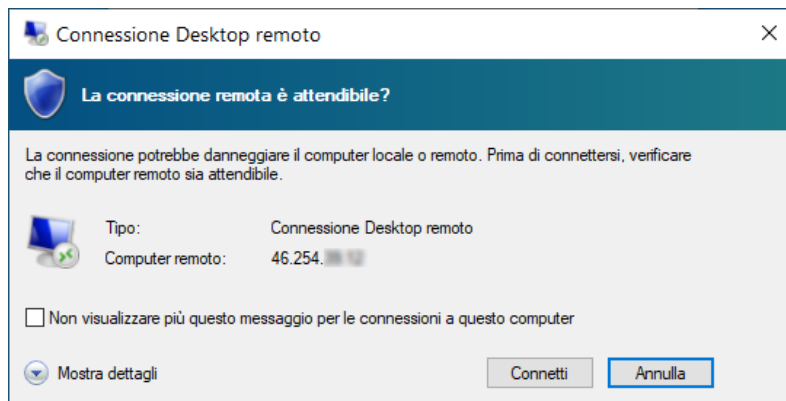 Connessione Desktop remoto
La connessione remota è attendibile?
La connessione potrebbe danneggiare il computer locale o remoto. Prima di connettersi, verificare
che il computer remoto sia attendibile.
Tipo: Connessione Desktop remoto
Computer remoto: 46.254.
Non visualizzare più questo messaggio per le connessioni a questo computer
Mostra dettagli Connetti Annulla